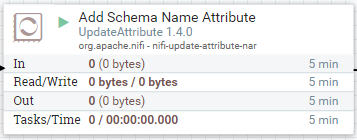 Add Schema Name Attribute
UpdateAttribute 1.4.0
org.apache.nifi - nifi-update-attribute-nar
In 0 (0 bytes) 5 min
Read/Write 0 bytes / 0 bytes 5 min
Out 0 (0 bytes) 5 min
Tasks/Time 0 / 00:00:00.000 5 min